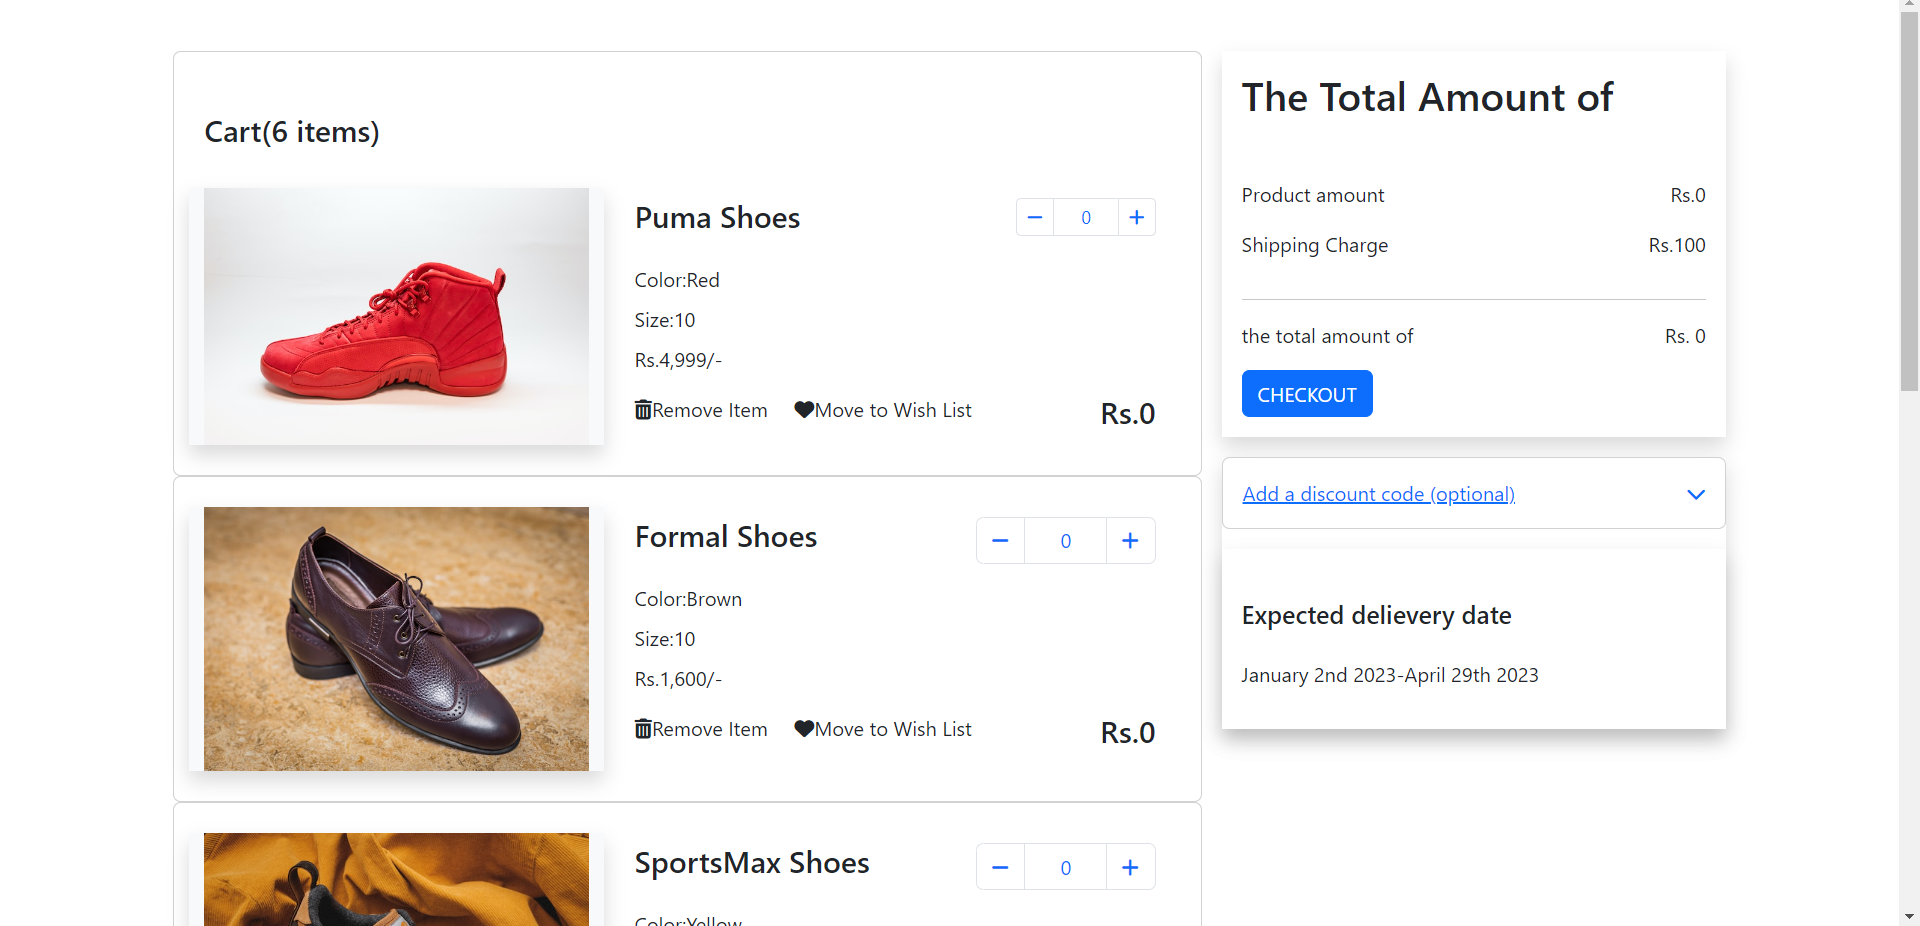 Cart(6 items)
Puma Shoes
0
Color:Red
Size:10
Rs.4,999/-
Remove Item
Move to Wish List
Rs.0
Formal Shoes
0
Color:Brown
Size:10
Rs.1,600/-
Remove Item
Move to Wish List
Rs.0
SportsMax Shoes
0
Color:Yellow
The Total Amount of
Product amount Rs.0
Shipping Charge Rs.100
the total amount of Rs. 0
CHECKOUT
Add a discount code (optional)
Expected delievery date
January 2nd 2023-April 29th 2023